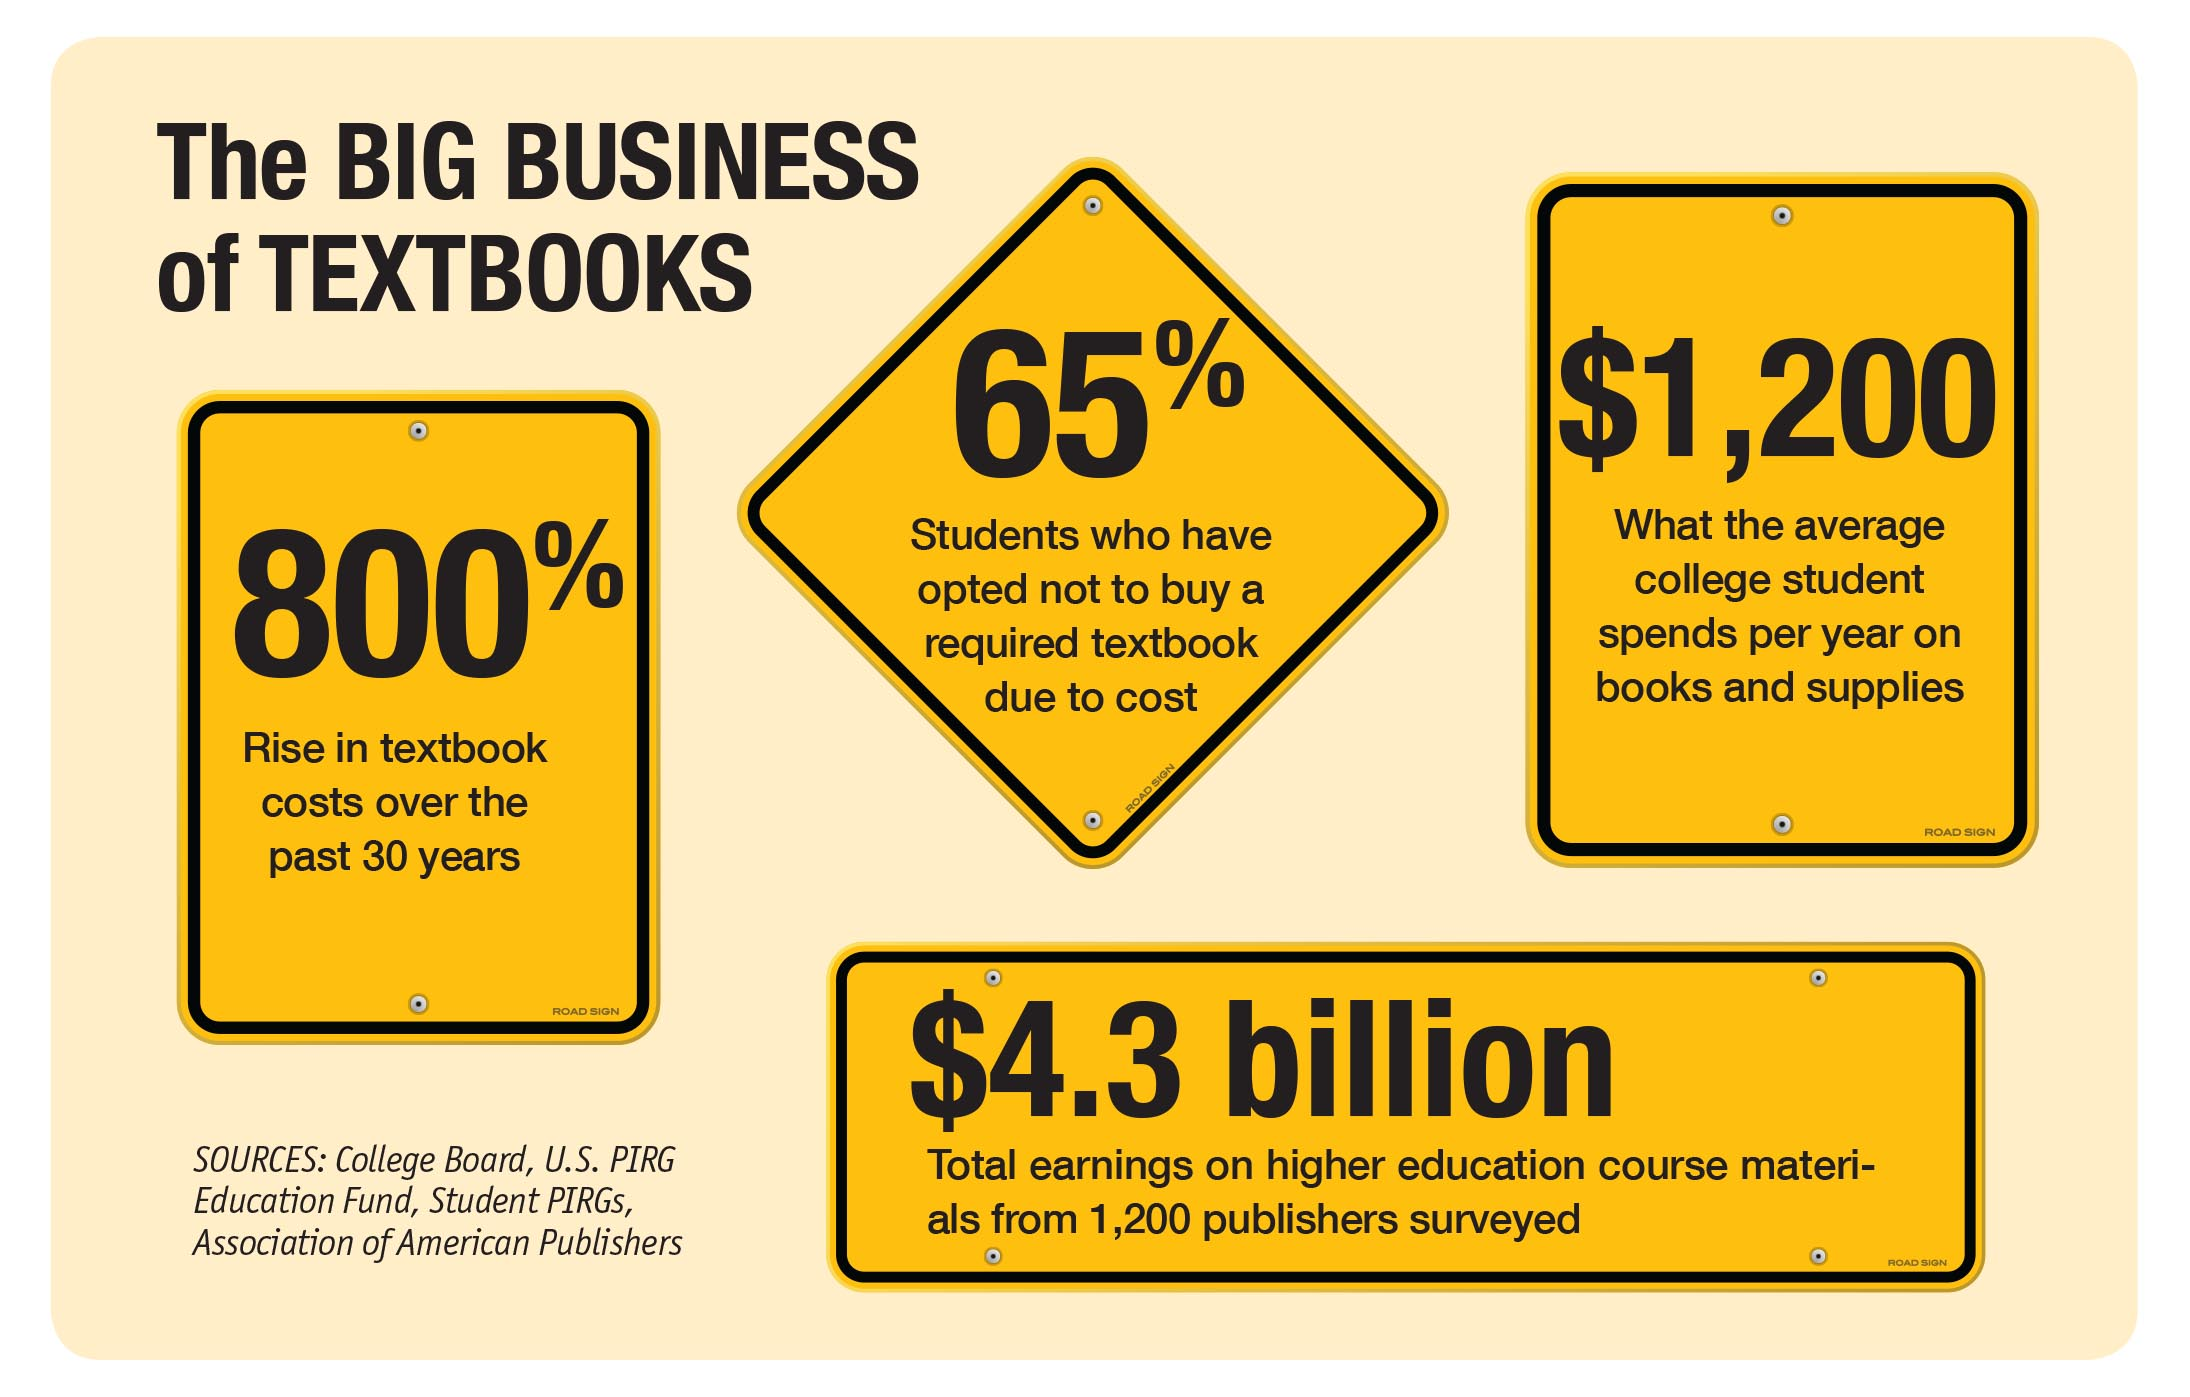 The BIG BUSINESS
of TEXTBOOKS
800%
Rise in textbook
costs over the
past 30 years
ROAD SIGN
65%
Students who have
opted not to buy a
required textbook
due to cost
ROAD SIGN
$1,200
What the average
college student
spends per year on
books and supplies
ROAD SIGN
$4.3 billion
Total earnings on higher education course materi-
als from 1,200 publishers surveyed
ROAD SIGN
SOURCES: College Board, U.S. PIRG
Education Fund, Student PIRGs,
Association of American Publishers